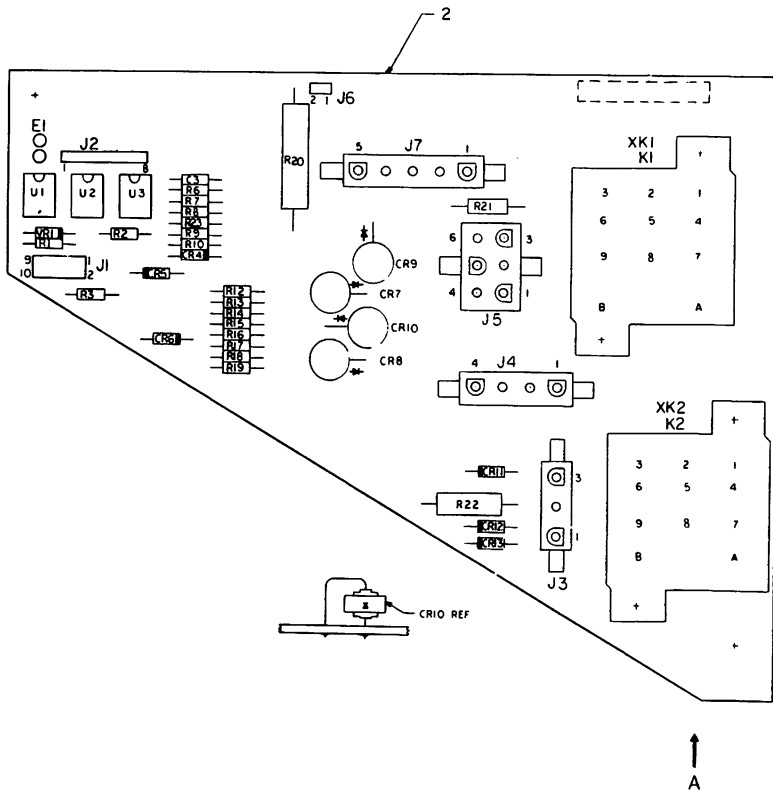 2
E1
J2
1 8
U1 U2 U3
VR1
R1
R2
9 1
10 2
J1
R3
C3
R6
R7
R8
R23
R9
R10
CR4
CR5
CR6
R12
R13
R14
R15
R16
R17
R18
R19
R20
2 1
J6
5 J7 1
R21
CR9
CR7
CR10
CR8
6 3
4 1
J5
4 J4 1
XK1
K1
3 2 1
6 5 4
9 8 7
B A
XK2
K2
3 2 1
6 5 4
9 8 7
B A
CR11
R22
CR12
CR13
3
1
J3
CR10 REF
A